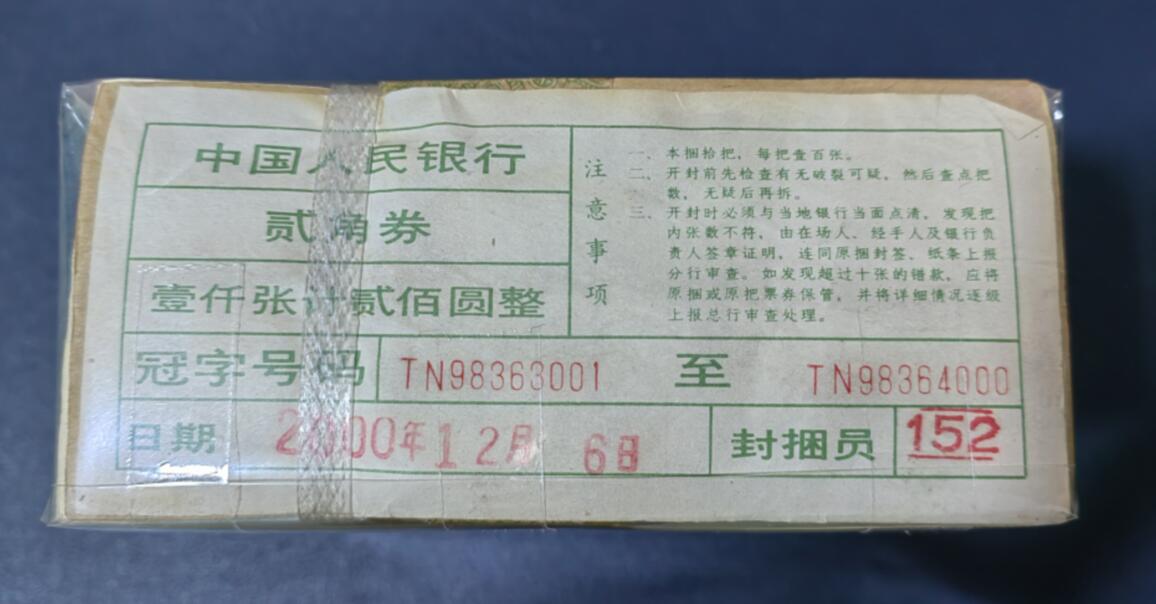 中国人民银行
贰角券
壹仟张计贰佰圆整
注意事项
一、本捆拾把，每把壹百张。
二、开封前先检查有无破裂可疑，然后查点把
数，无疑后再拆。
三、开封时必须与当地银行当面点清，发现把
内张数不符，由在场人、经手人及银行负
责人签章证明，连同原捆封签、纸条上报
分行审查。如发现超过十张的错款，应将
原捆或原把票券保管，并将详细情况逐级
上报总行审查处理。
冠字号码 TN98363001 至 TN98364000
日期 2000年12月6日 封捆员 152